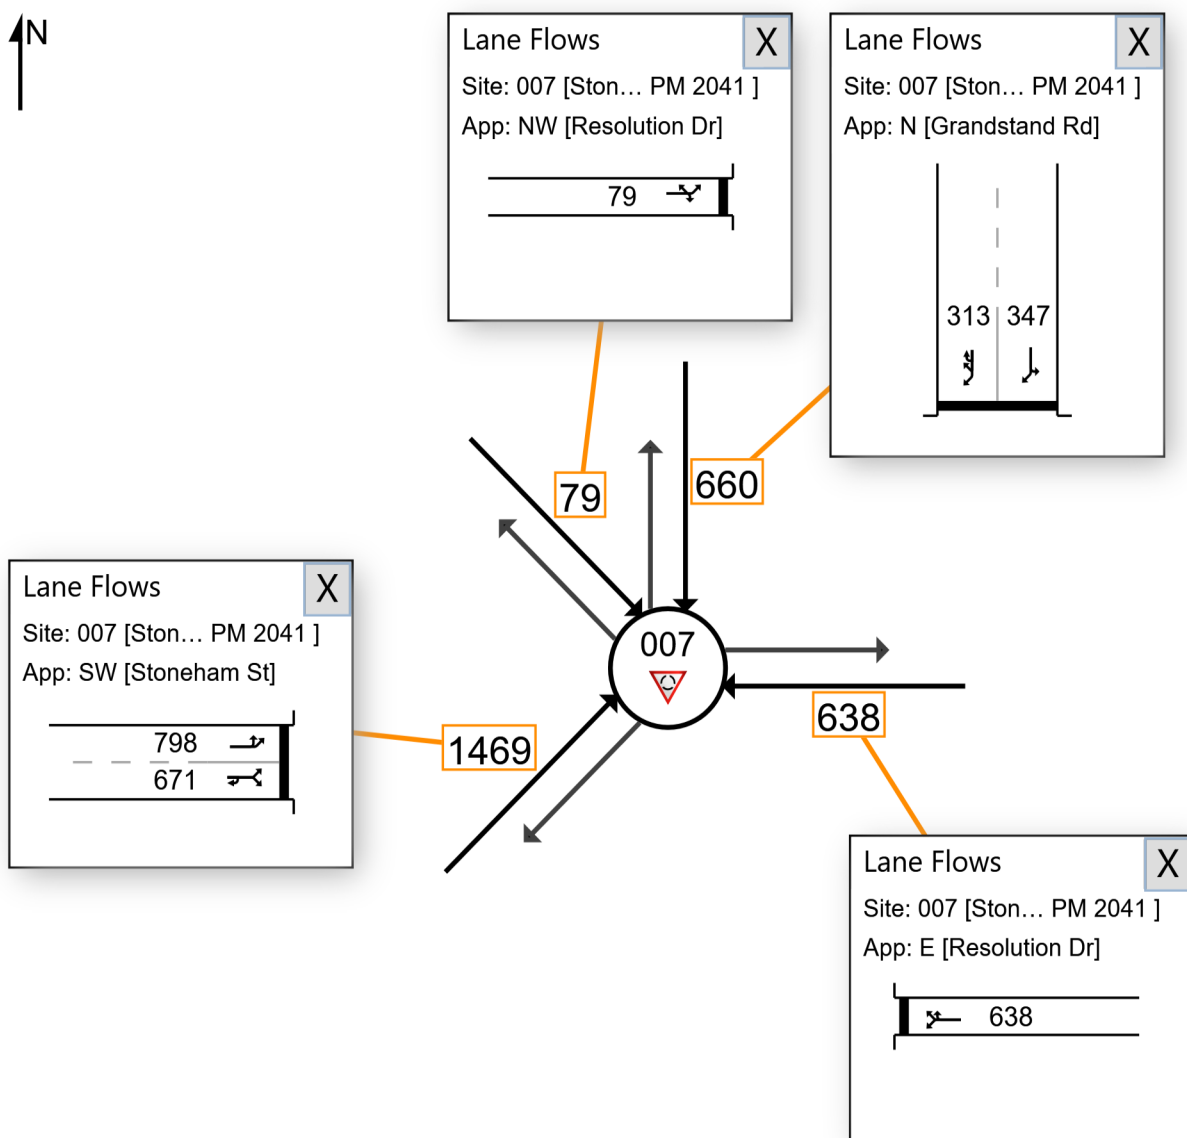 N
Lane Flows
X
Site: 007 [Ston... PM 2041 ]
App: NW [Resolution Dr]
79
Lane Flows
X
Site: 007 [Ston... PM 2041 ]
App: N [Grandstand Rd]
313 347
79
660
Lane Flows
X
Site: 007 [Ston... PM 2041 ]
App: SW [Stoneham St]
798
671
007
1469
638
Lane Flows
X
Site: 007 [Ston... PM 2041 ]
App: E [Resolution Dr]
638